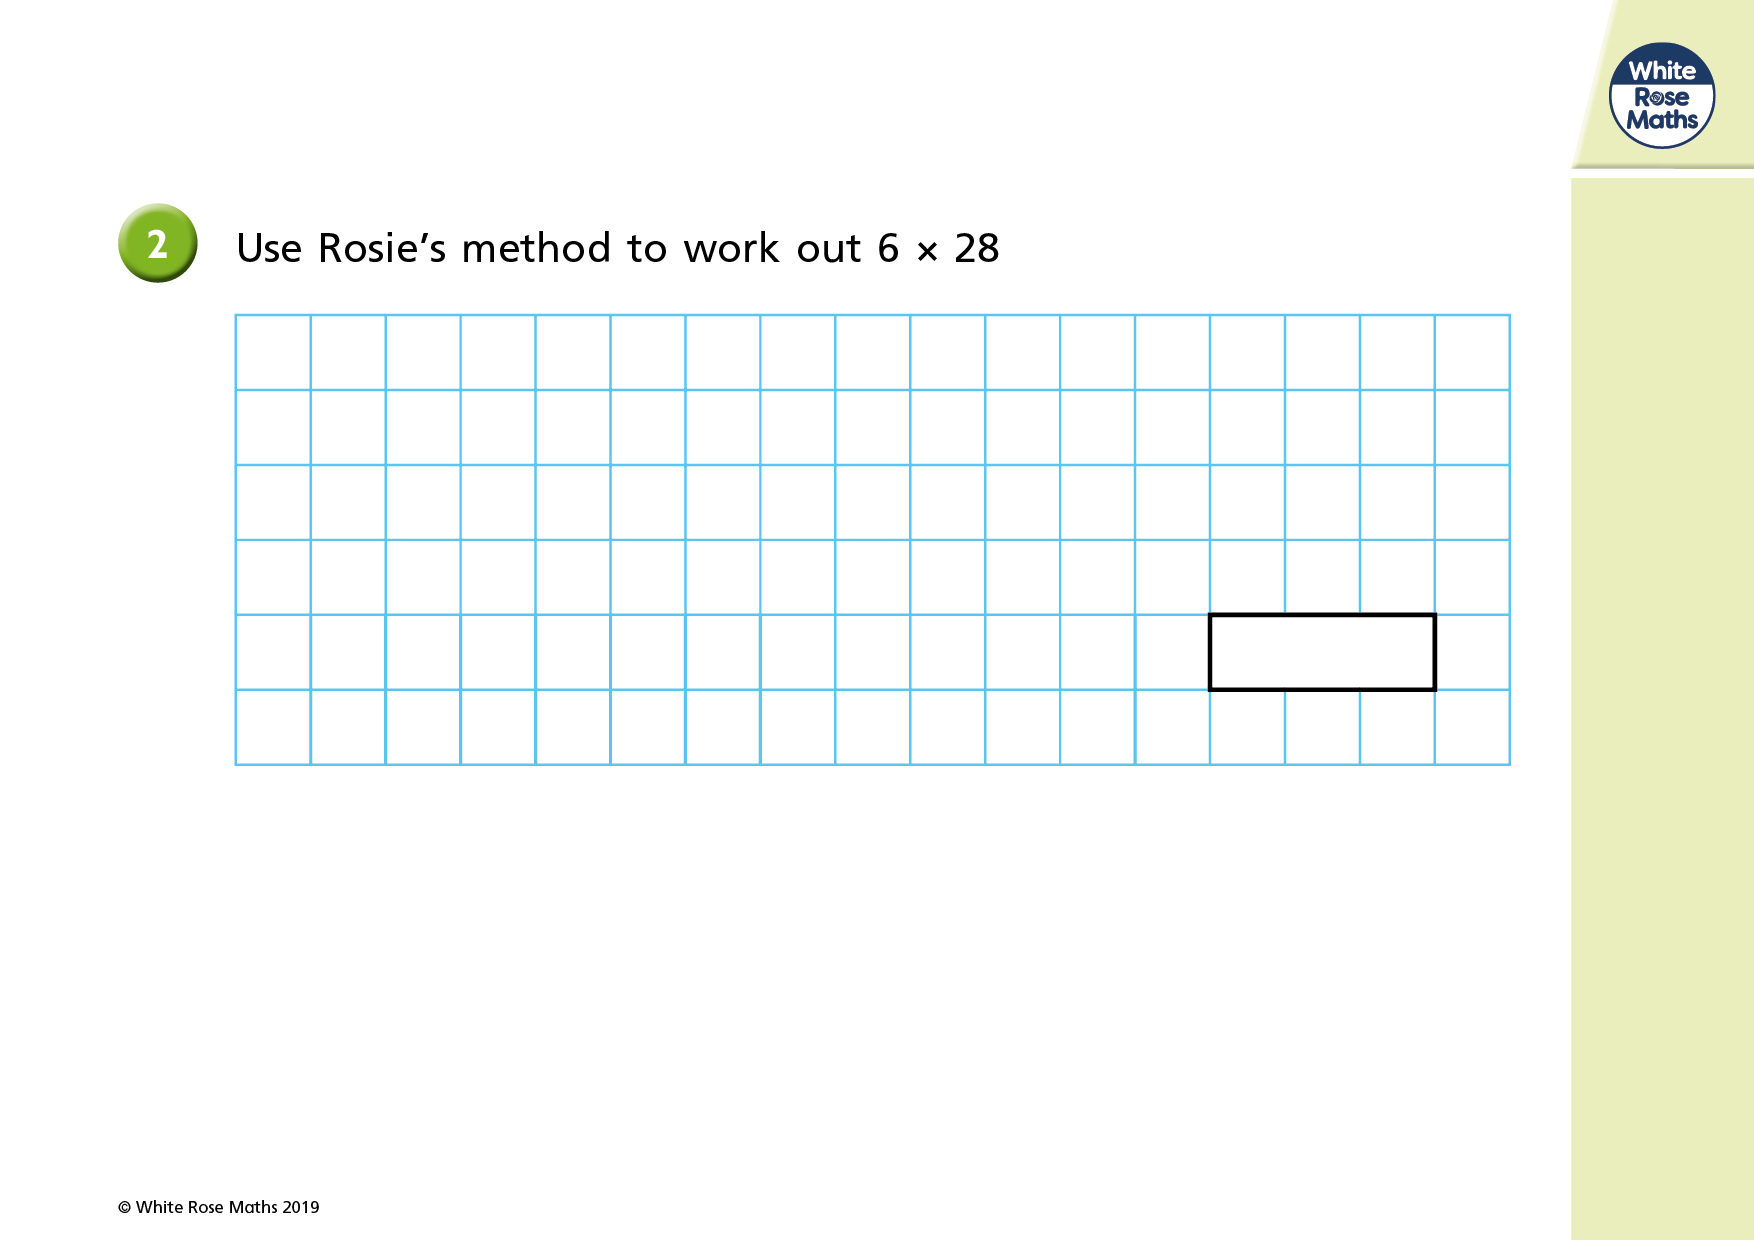 White
Rose
Maths
2 Use Rosie’s method to work out 6 × 28
© White Rose Maths 2019